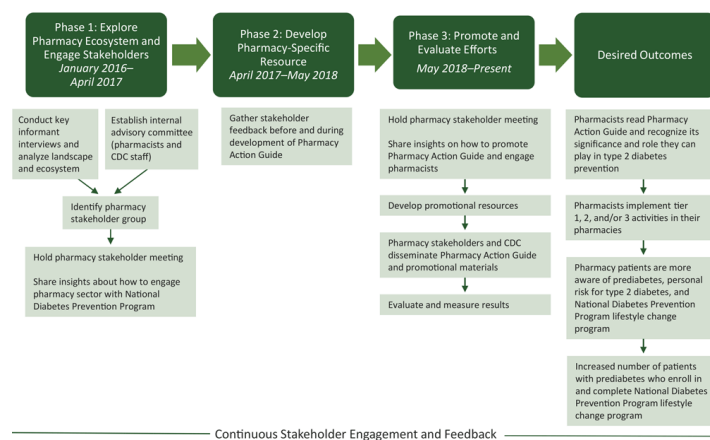 Phase 1: Explore
Pharmacy Ecosystem and
Engage Stakeholders
January 2016–
April 2017
Phase 2: Develop
Pharmacy-Specific
Resource
April 2017–May 2018
Phase 3: Promote and
Evaluate Efforts
May 2018–Present
Desired Outcomes
Conduct key
informant
interviews and
analyze landscape
and ecosystem
Establish internal
advisory committee
(pharmacists and
CDC staff)
Identify pharmacy
stakeholder group
Hold pharmacy stakeholder meeting
Share insights about how to engage
pharmacy sector with National
Diabetes Prevention Program
Gather stakeholder
feedback before and during
development of Pharmacy
Action Guide
Hold pharmacy stakeholder meeting
Share insights on how to promote
Pharmacy Action Guide and engage
pharmacists
Develop promotional resources
Pharmacy stakeholders and CDC
disseminate Pharmacy Action Guide
and promotional materials
Evaluate and measure results
Pharmacists read Pharmacy
Action Guide and recognize its
significance and role they can
play in type 2 diabetes
prevention
Pharmacists implement tier
1, 2, and/or 3 activities in their
pharmacies
Pharmacy patients are more
aware of prediabetes, personal
risk for type 2 diabetes, and
National Diabetes Prevention
Program lifestyle change
program
Increased number of patients
with prediabetes who enroll in
and complete National Diabetes
Prevention Program lifestyle
change program
Continuous Stakeholder Engagement and Feedback